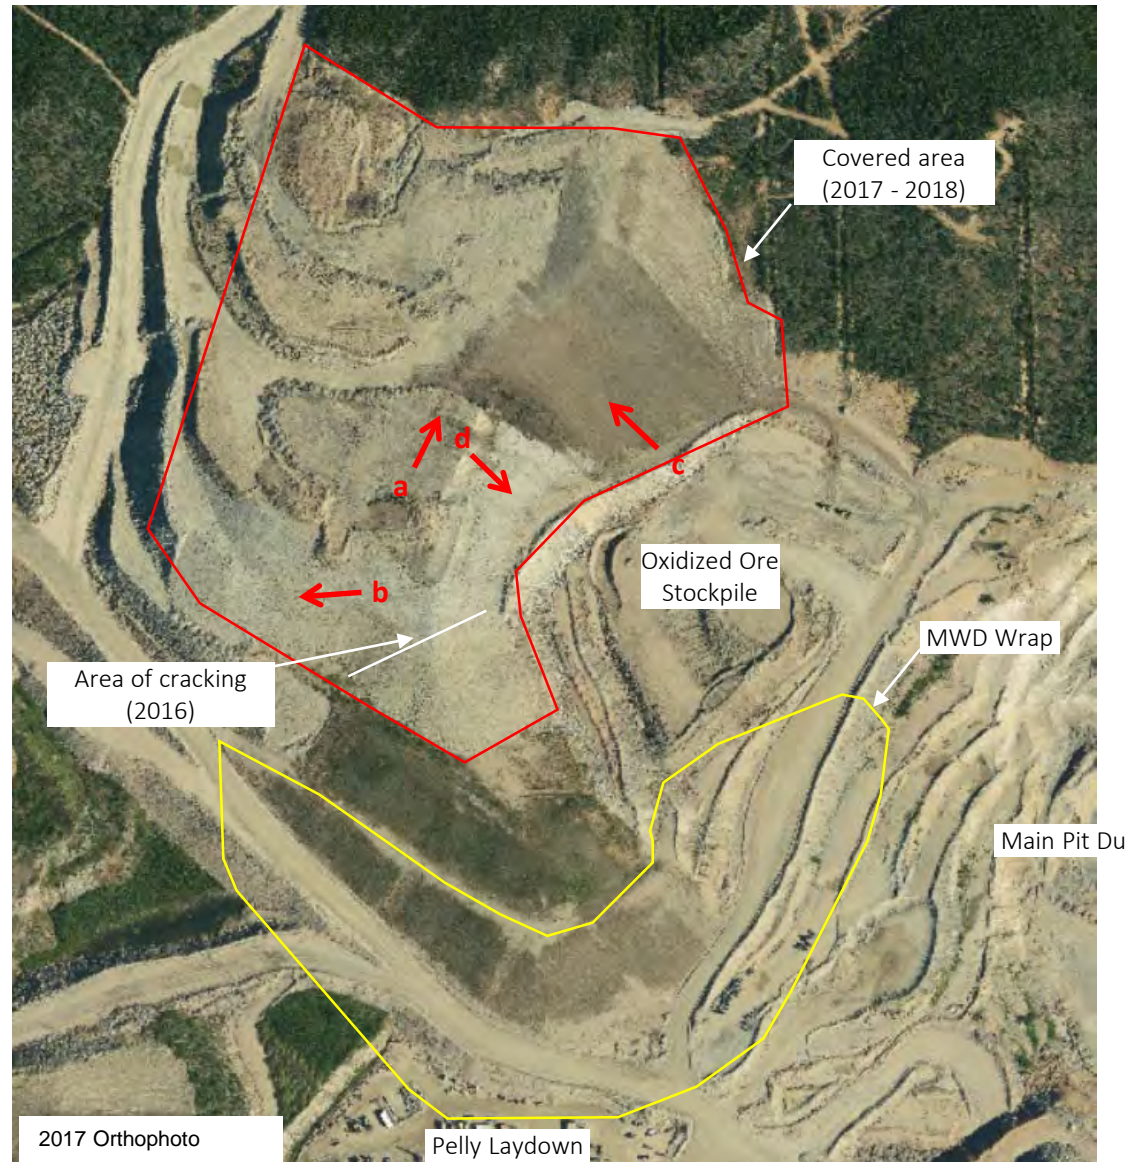 Covered area
(2017 - 2018)
d
a
c
b
Oxidized Ore
Stockpile
MWD Wrap
Area of cracking
(2016)
Main Pit Du
2017 Orthophoto
Pelly Laydown